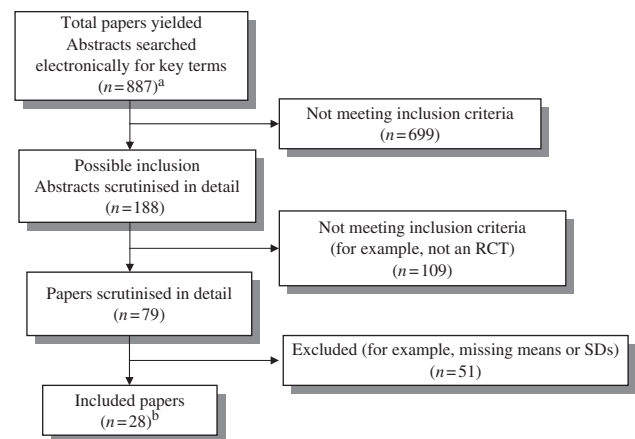 Total papers yielded
Abstracts searched
electronically for key terms
(n=887)a
Not meeting inclusion criteria
(n=699)
Possible inclusion
Abstracts scrutinised in detail
(n=188)
Not meeting inclusion criteria
(for example, not an RCT)
(n=109)
Papers scrutinised in detail
(n=79)
Excluded (for example, missing means or SDs)
(n=51)
Included papers
(n=28)b